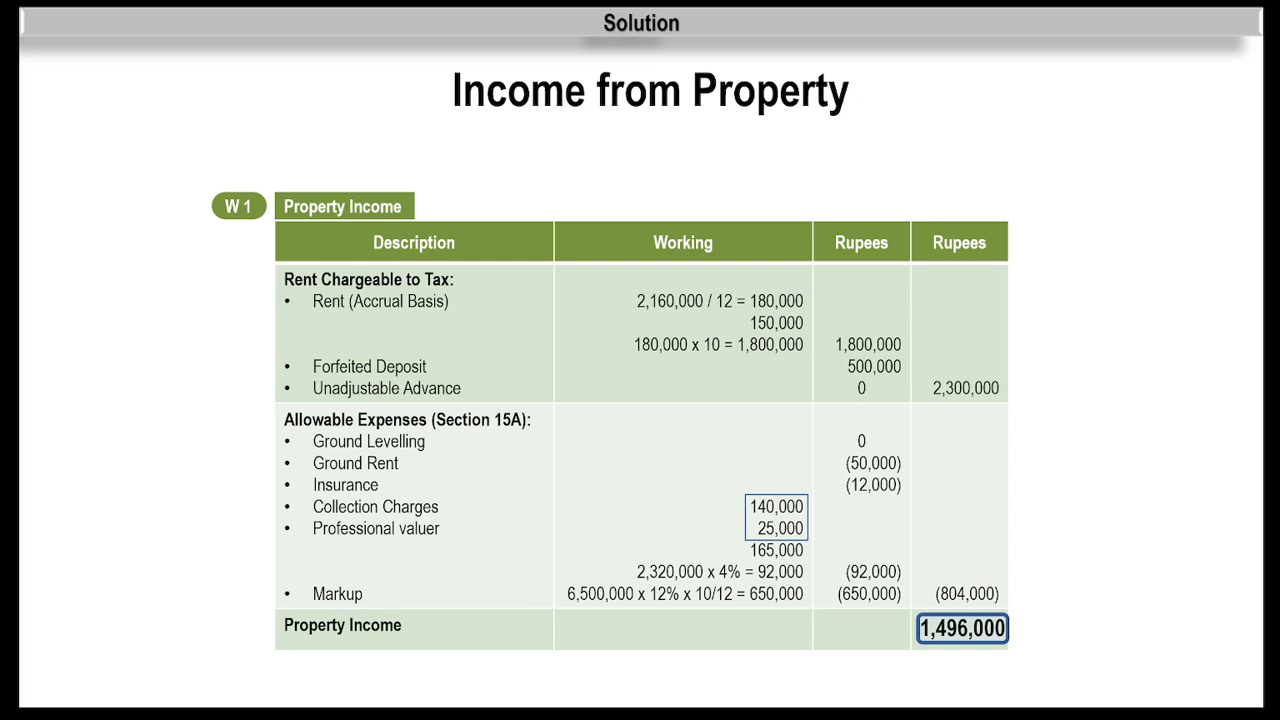 Solution
Income from Property
W 1 Property Income
Description Working Rupees Rupees
Rent Chargeable to Tax:
• Rent (Accrual Basis) 2,160,000 / 12 = 180,000
150,000
180,000 x 10 = 1,800,000 1,800,000
• Forfeited Deposit 500,000
• Unadjustable Advance 0 2,300,000
Allowable Expenses (Section 15A):
• Ground Levelling 0
• Ground Rent (50,000)
• Insurance (12,000)
• Collection Charges 140,000
• Professional valuer 25,000
165,000
2,320,000 x 4% = 92,000 (92,000)
• Markup 6,500,000 x 12% x 10/12 = 650,000 (650,000) (804,000)
Property Income 1,496,000